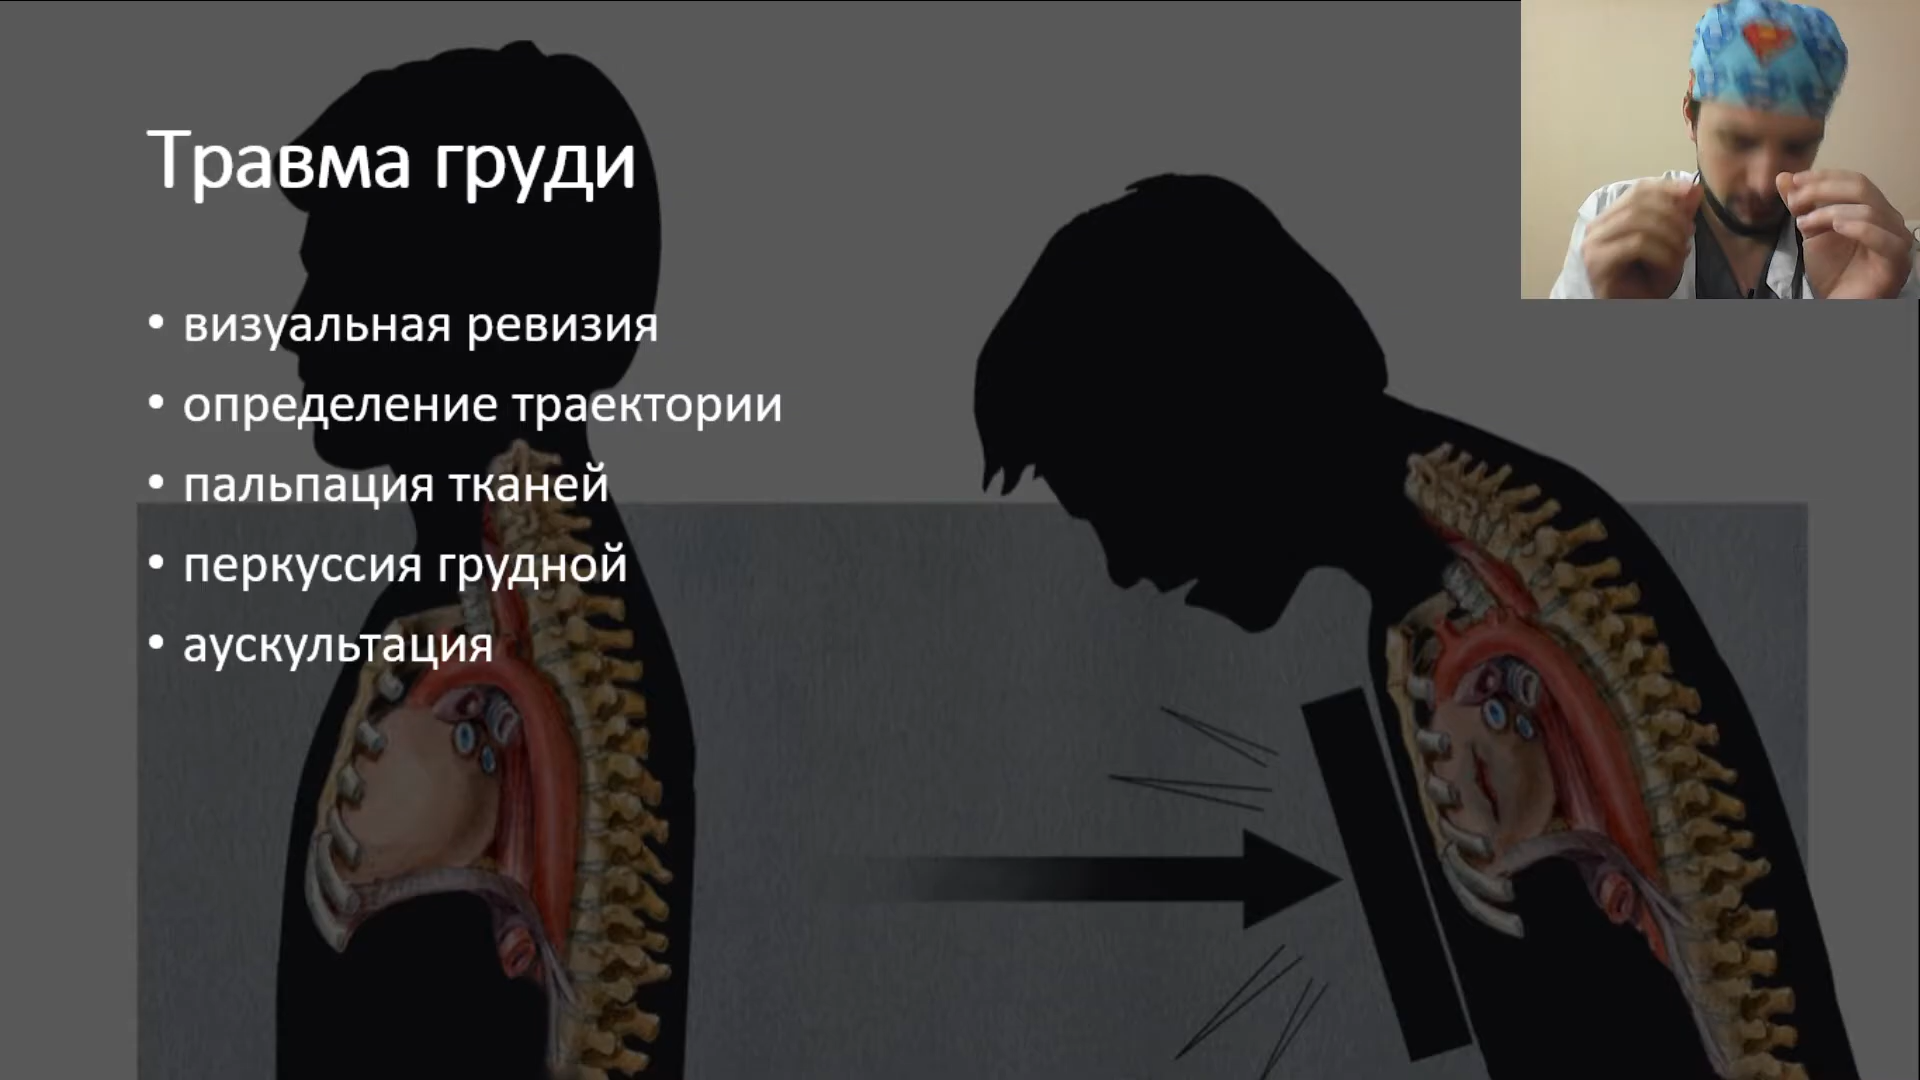 Травма груди
• визуальная ревизия
• определение траектории
• пальпация тканей
• перкуссия грудной
• аускультация